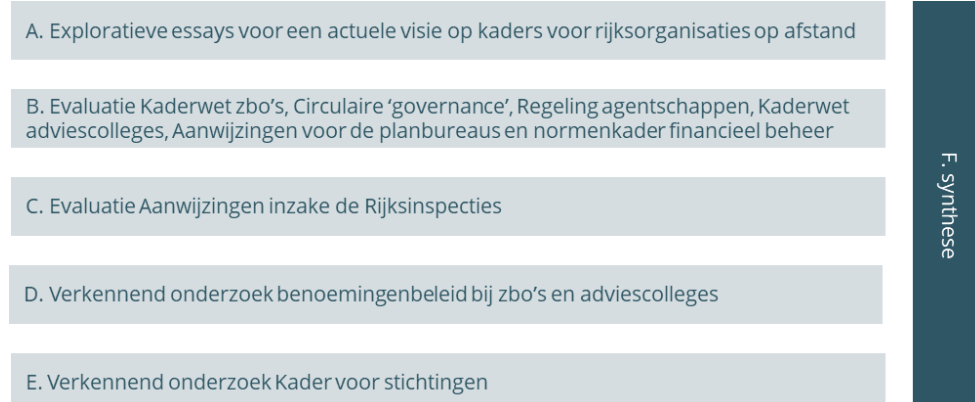 A. Exploratieve essays voor een actuele visie op kaders voor rijksorganisaties op afstand
B. Evaluatie Kaderwet zbo’s, Circulaire ‘governance’, Regeling agentschappen, Kaderwet
adviescolleges, Aanwijzingen voor de planbureaus en normenkader financieel beheer
C. Evaluatie Aanwijzingen inzake de Rijksinspecties
D. Verkennend onderzoek benoemingenbeleid bij zbo’s en adviescolleges
E. Verkennend onderzoek Kader voor stichtingen
F. synthese